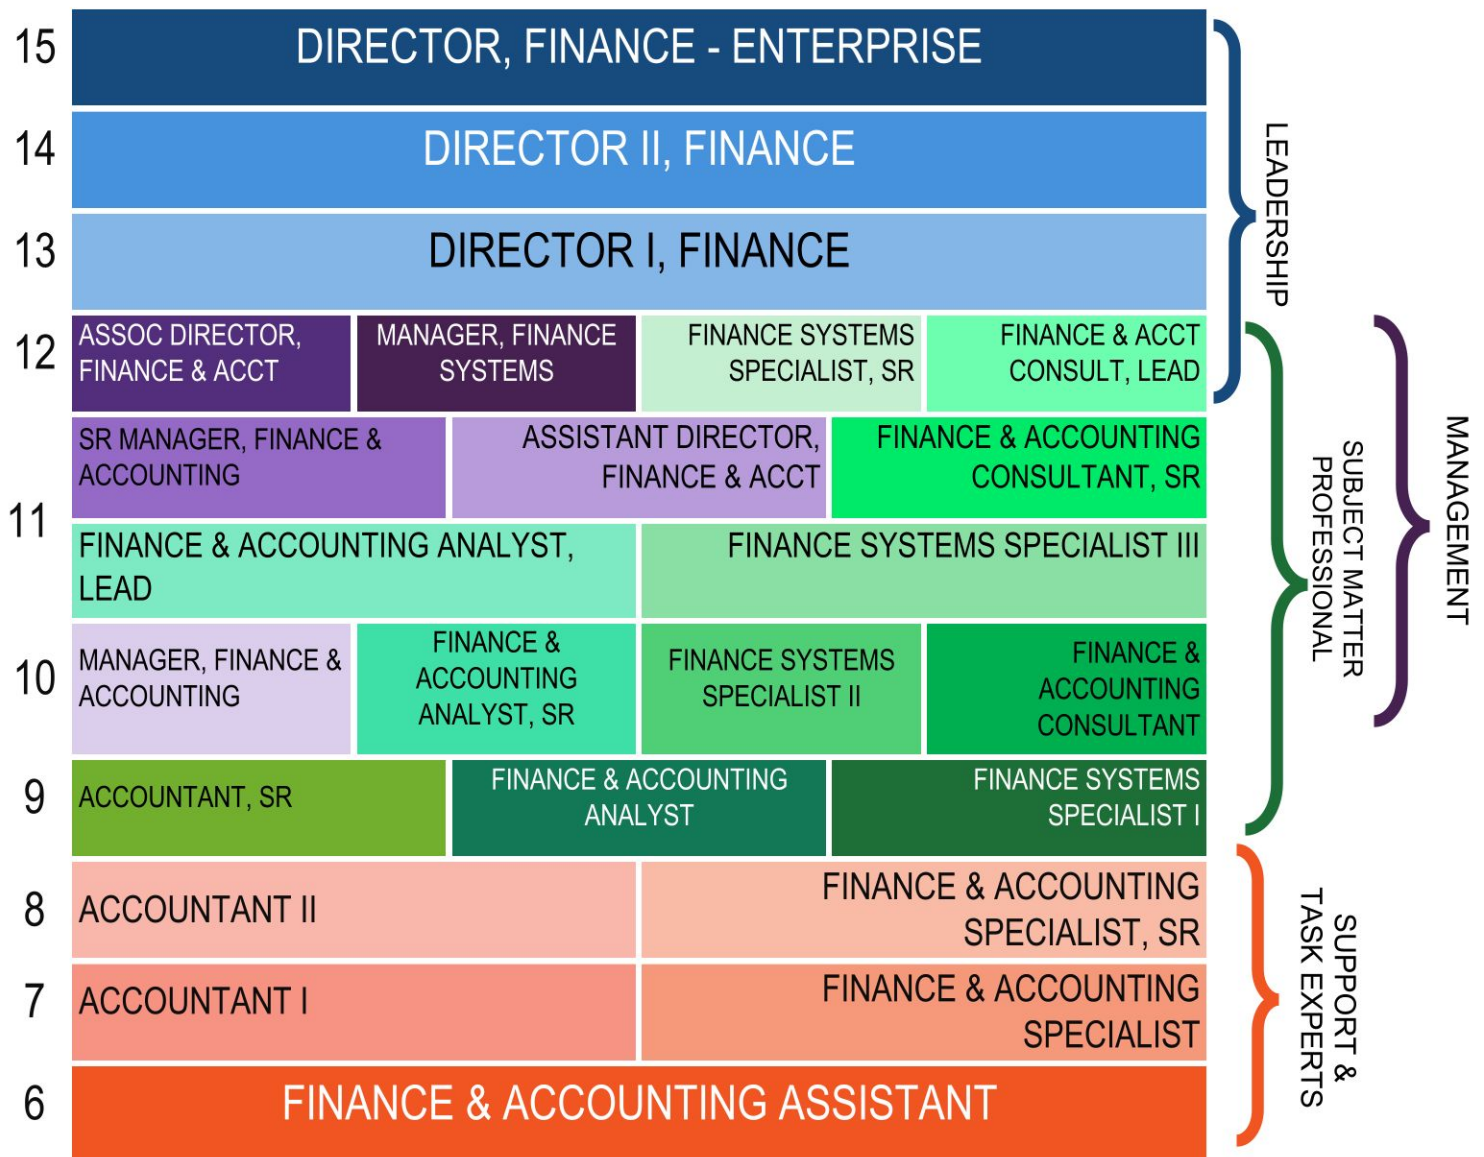 15
DIRECTOR, FINANCE - ENTERPRISE
14
DIRECTOR II, FINANCE
13
DIRECTOR I, FINANCE
LEADERSHIP
12
ASSOC DIRECTOR,
FINANCE & ACCT
MANAGER, FINANCE
SYSTEMS
FINANCE SYSTEMS
SPECIALIST, SR
FINANCE & ACCT
CONSULT, LEAD
11
SR MANAGER, FINANCE &
ACCOUNTING
ASSISTANT DIRECTOR,
FINANCE & ACCT
FINANCE & ACCOUNTING
CONSULTANT, SR
FINANCE & ACCOUNTING ANALYST,
LEAD
FINANCE SYSTEMS SPECIALIST III
SUBJECT MATTER
PROFESSIONAL
MANAGEMENT
10
MANAGER, FINANCE &
ACCOUNTING
FINANCE &
ACCOUNTING
ANALYST, SR
FINANCE SYSTEMS
SPECIALIST II
FINANCE &
ACCOUNTING
CONSULTANT
9
ACCOUNTANT, SR
FINANCE & ACCOUNTING
ANALYST
FINANCE SYSTEMS
SPECIALIST I
8
ACCOUNTANT II
FINANCE & ACCOUNTING
SPECIALIST, SR
7
ACCOUNTANT I
FINANCE & ACCOUNTING
SPECIALIST
SUPPORT &
TASK EXPERTS
6
FINANCE & ACCOUNTING ASSISTANT